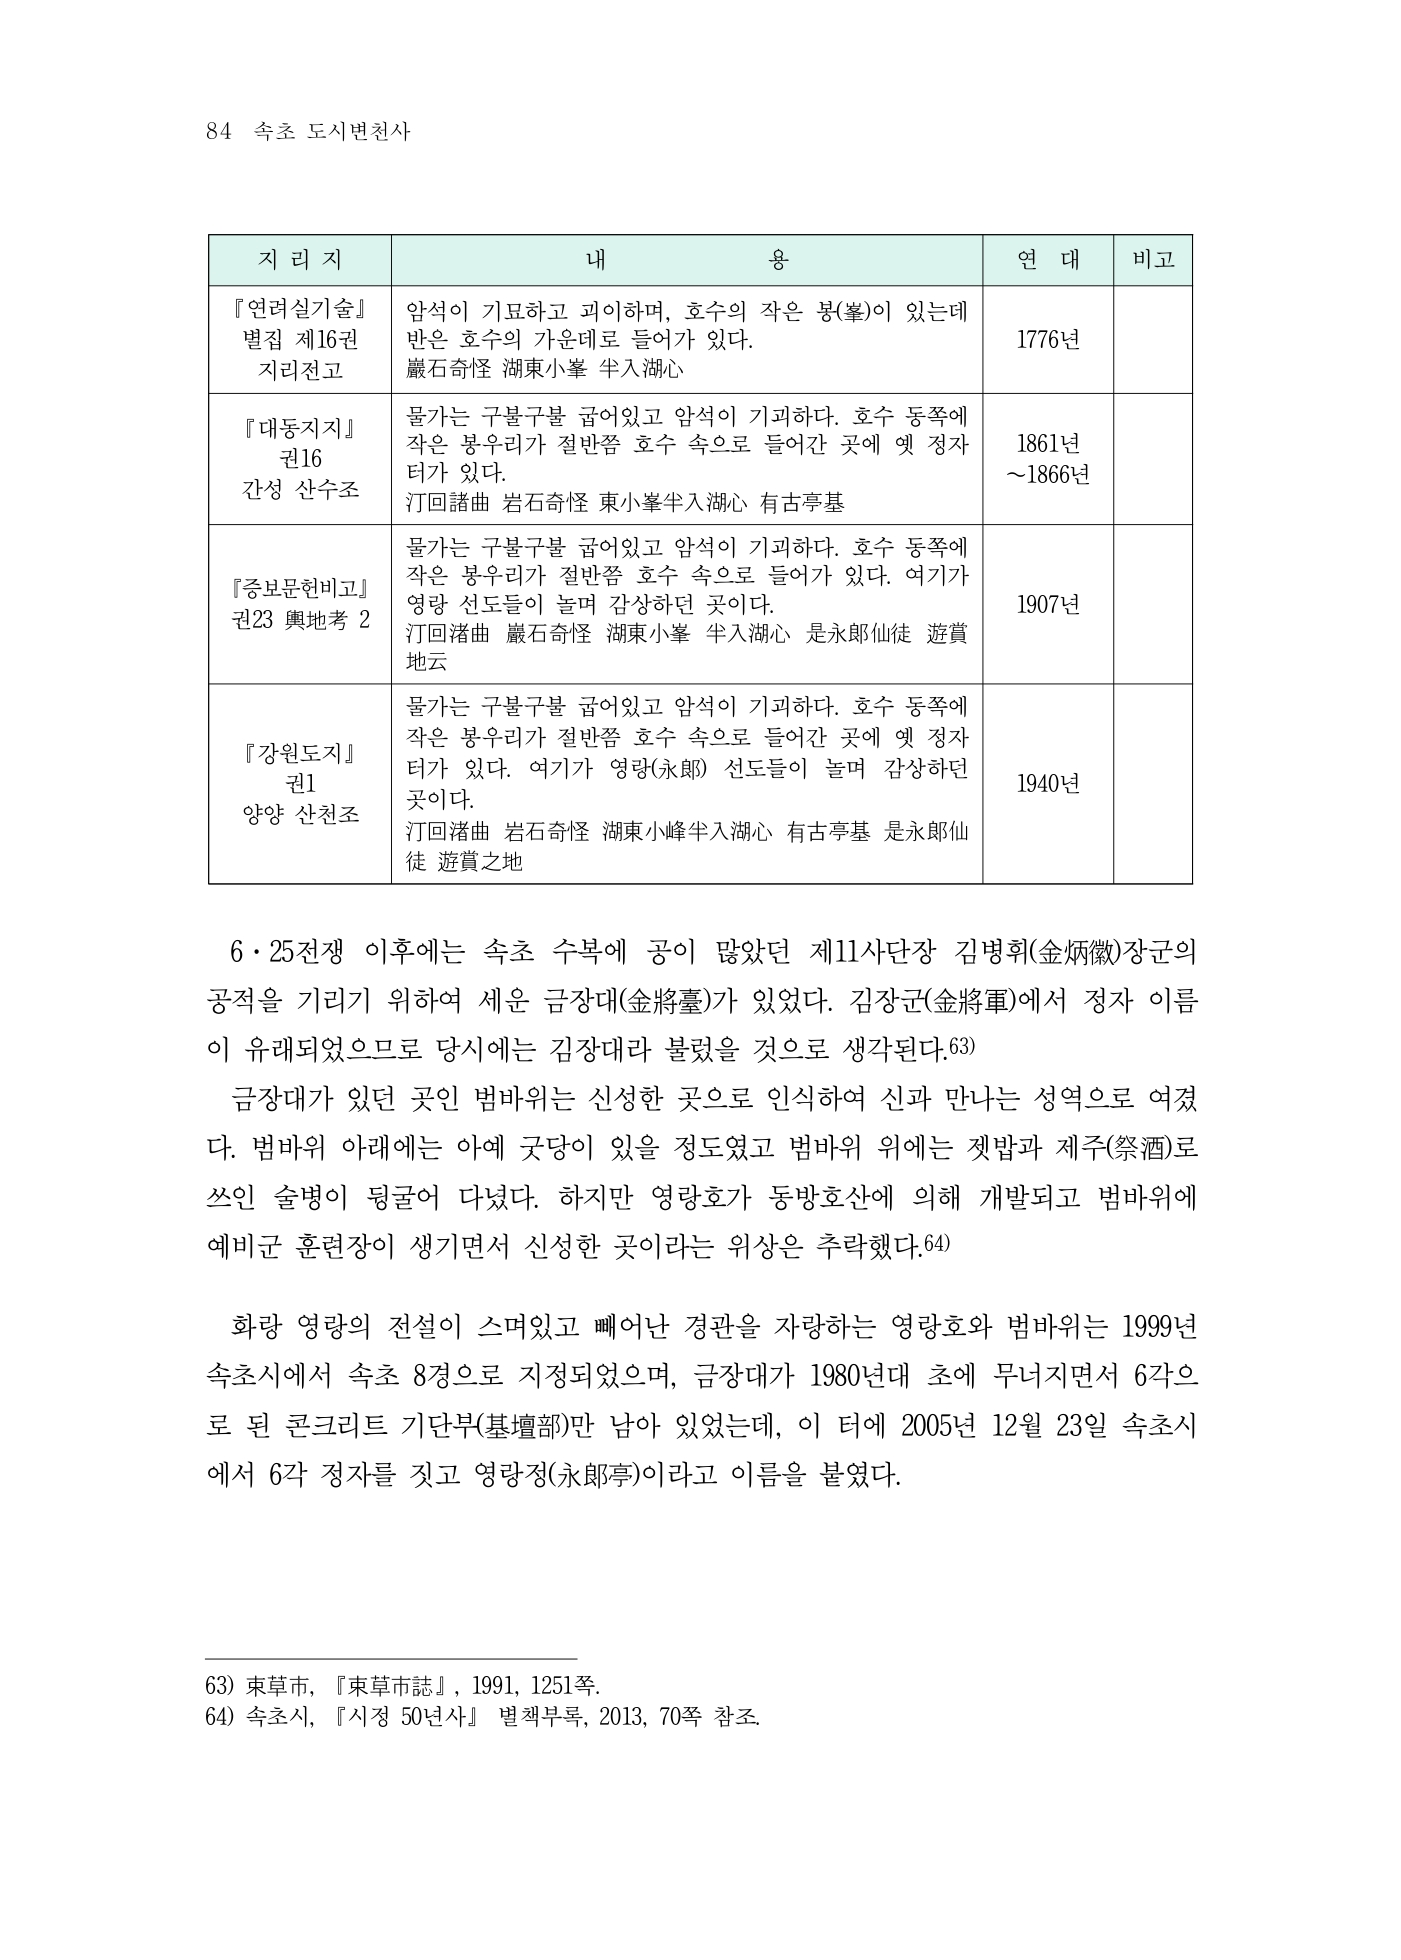 84 속초 도시변천사
지 리 지 내 용 연 대 비고
『연려실기술』
별집 제16권
지리전고
암석이 기묘하고 괴이하며, 호수의 작은 봉(峯)이 있는데
반은 호수의 가운데로 들어가 있다.
巖石奇怪 湖東小峯 半入湖心
1776년
『대동지지』
권16
간성 산수조
물가는 구불구불 굽어있고 암석이 기괴하다. 호수 동쪽에
작은 봉우리가 절반쯤 호수 속으로 들어간 곳에 옛 정자
터가 있다.
汀回諸曲 岩石奇怪 東小峯半入湖心 有古亭基
1861년
～1866년
『증보문헌비고』
권23 輿地考 2
물가는 구불구불 굽어있고 암석이 기괴하다. 호수 동쪽에
작은 봉우리가 절반쯤 호수 속으로 들어가 있다. 여기가
영랑 선도들이 놀며 감상하던 곳이다.
汀回渚曲 巖石奇怪 湖東小峯 半入湖心 是永郞仙徒 遊賞
地云
1907년
『강원도지』
권1
양양 산천조
물가는 구불구불 굽어있고 암석이 기괴하다. 호수 동쪽에
작은 봉우리가 절반쯤 호수 속으로 들어간 곳에 옛 정자
터가 있다. 여기가 영랑(永郞) 선도들이 놀며 감상하던
곳이다.
汀回渚曲 岩石奇怪 湖東小峰半入湖心 有古亭基 是永郞仙
徒 遊賞之地
1940년
6・25전쟁 이후에는 속초 수복에 공이 많았던 제11사단장 김병휘(金炳徽)장군의
공적을 기리기 위하여 세운 금장대(金將臺)가 있었다. 김장군(金將軍)에서 정자 이름
이 유래되었으므로 당시에는 김장대라 불렀을 것으로 생각된다.63)
금장대가 있던 곳인 범바위는 신성한 곳으로 인식하여 신과 만나는 성역으로 여겼
다. 범바위 아래에는 아예 굿당이 있을 정도였고 범바위 위에는 젯밥과 제주(祭酒)로
쓰인 술병이 뒹굴어 다녔다. 하지만 영랑호가 동방호산에 의해 개발되고 범바위에
예비군 훈련장이 생기면서 신성한 곳이라는 위상은 추락했다.64)
화랑 영랑의 전설이 스며있고 빼어난 경관을 자랑하는 영랑호와 범바위는 1999년
속초시에서 속초 8경으로 지정되었으며, 금장대가 1980년대 초에 무너지면서 6각으
로 된 콘크리트 기단부(基壇部)만 남아 있었는데, 이 터에 2005년 12월 23일 속초시
에서 6각 정자를 짓고 영랑정(永郞亭)이라고 이름을 붙였다.
63) 束草市, 『束草市誌』, 1991, 1251쪽.
64) 속초시, 『시정 50년사』 별책부록, 2013, 70쪽 참조.